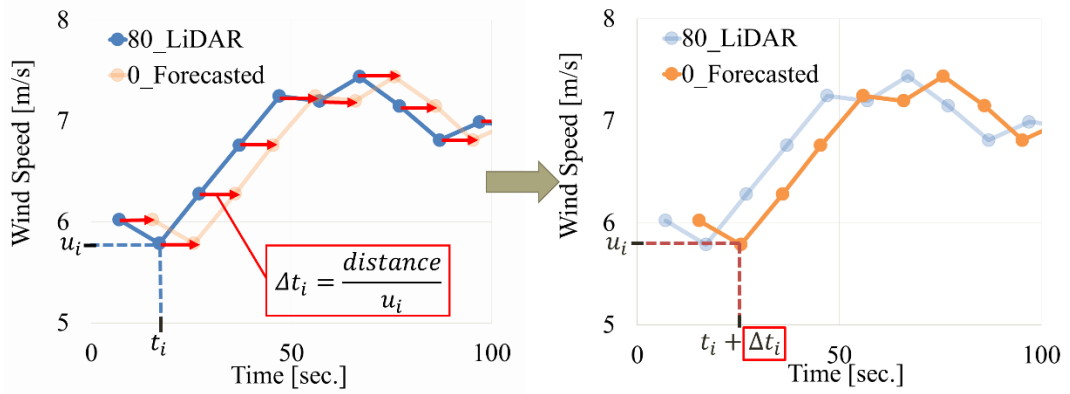 8
80_LiDAR
0_Forecasted
7
Wind Speed [m/s]
6
u_i
Δt_i = distance / u_i
5
t_i
0
50
100
Time [sec.]
8
80_LiDAR
0_Forecasted
7
Wind Speed [m/s]
6
u_i
5
t_i + Δt_i
0
50
100
Time [sec.]